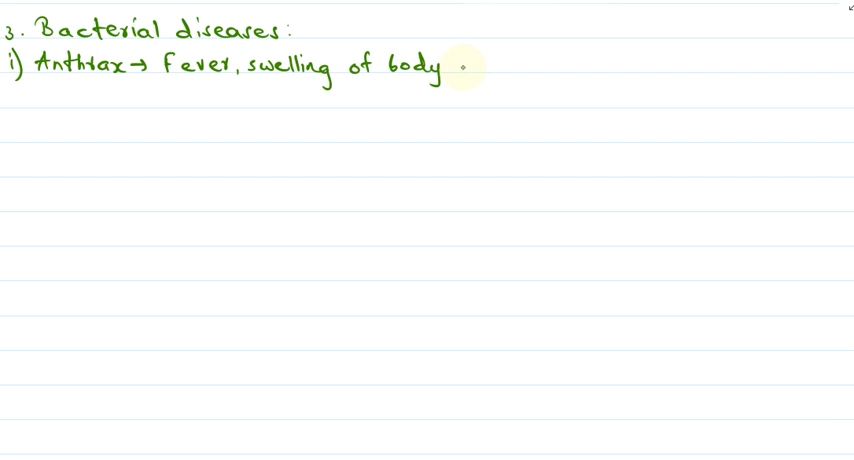 3. Bacterial diseases:
i) Anthrax → Fever, swelling of body